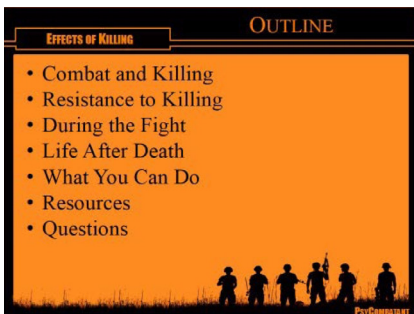 OUTLINE
EFFECTS OF KILLING
• Combat and Killing
• Resistance to Killing
• During the Fight
• Life After Death
• What You Can Do
• Resources
• Questions
PSYCOMBATANT